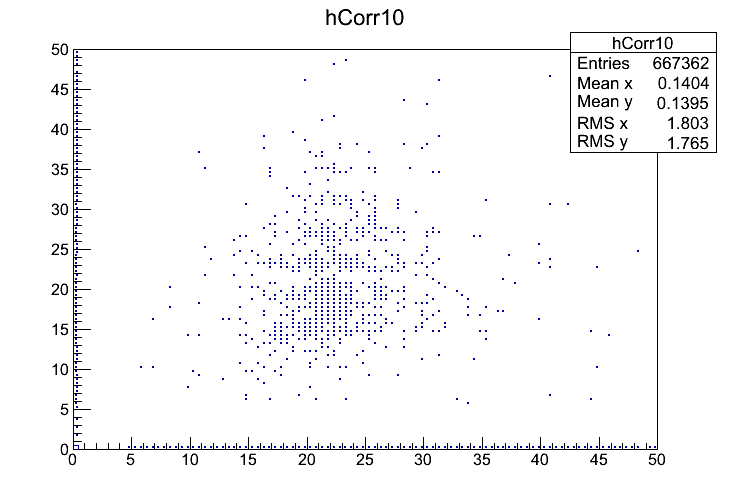 hCorr10
hCorr10
Entries 667362
Mean x 0.1404
Mean y 0.1395
RMS x 1.803
RMS y 1.765
50
45
40
35
30
25
20
15
10
5
0
0 5 10 15 20 25 30 35 40 45 50